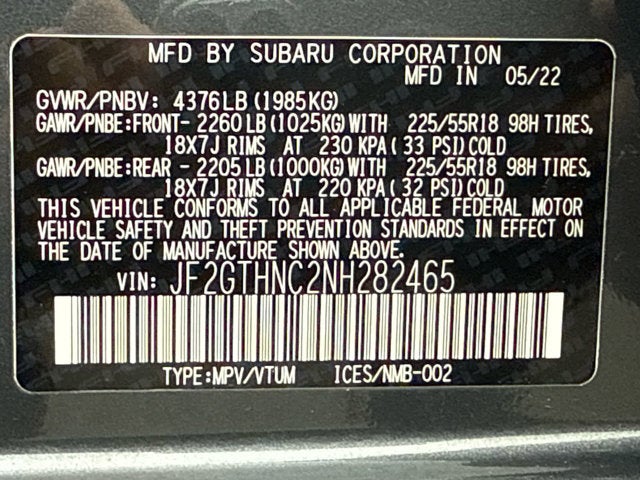 MFD BY SUBARU CORPORATION
MFD IN 05/22
GVWR/PNBV: 4376LB(1985KG)
GAWR/PNBE:FRONT- 2260LB(1025KG)WITH 225/55R18 98H TIRES,
18X7J RIMS AT 230 KPA( 33 PSI)COLD
GAWR/PNBE:REAR - 2205LB(1000KG)WITH 225/55R18 98H TIRES,
18X7J RIMS AT 220 KPA( 32 PSI)COLD
THIS VEHICLE CONFORMS TO ALL APPLICABLE FEDERAL MOTOR
VEHICLE SAFETY AND THEFT PREVENTION STANDARDS IN EFFECT ON
THE DATE OF MANUFACTURE SHOWN ABOVE.
VIN: JF2GTHNC2NH282465
TYPE:MPV/VTUM ICES/NMB-002